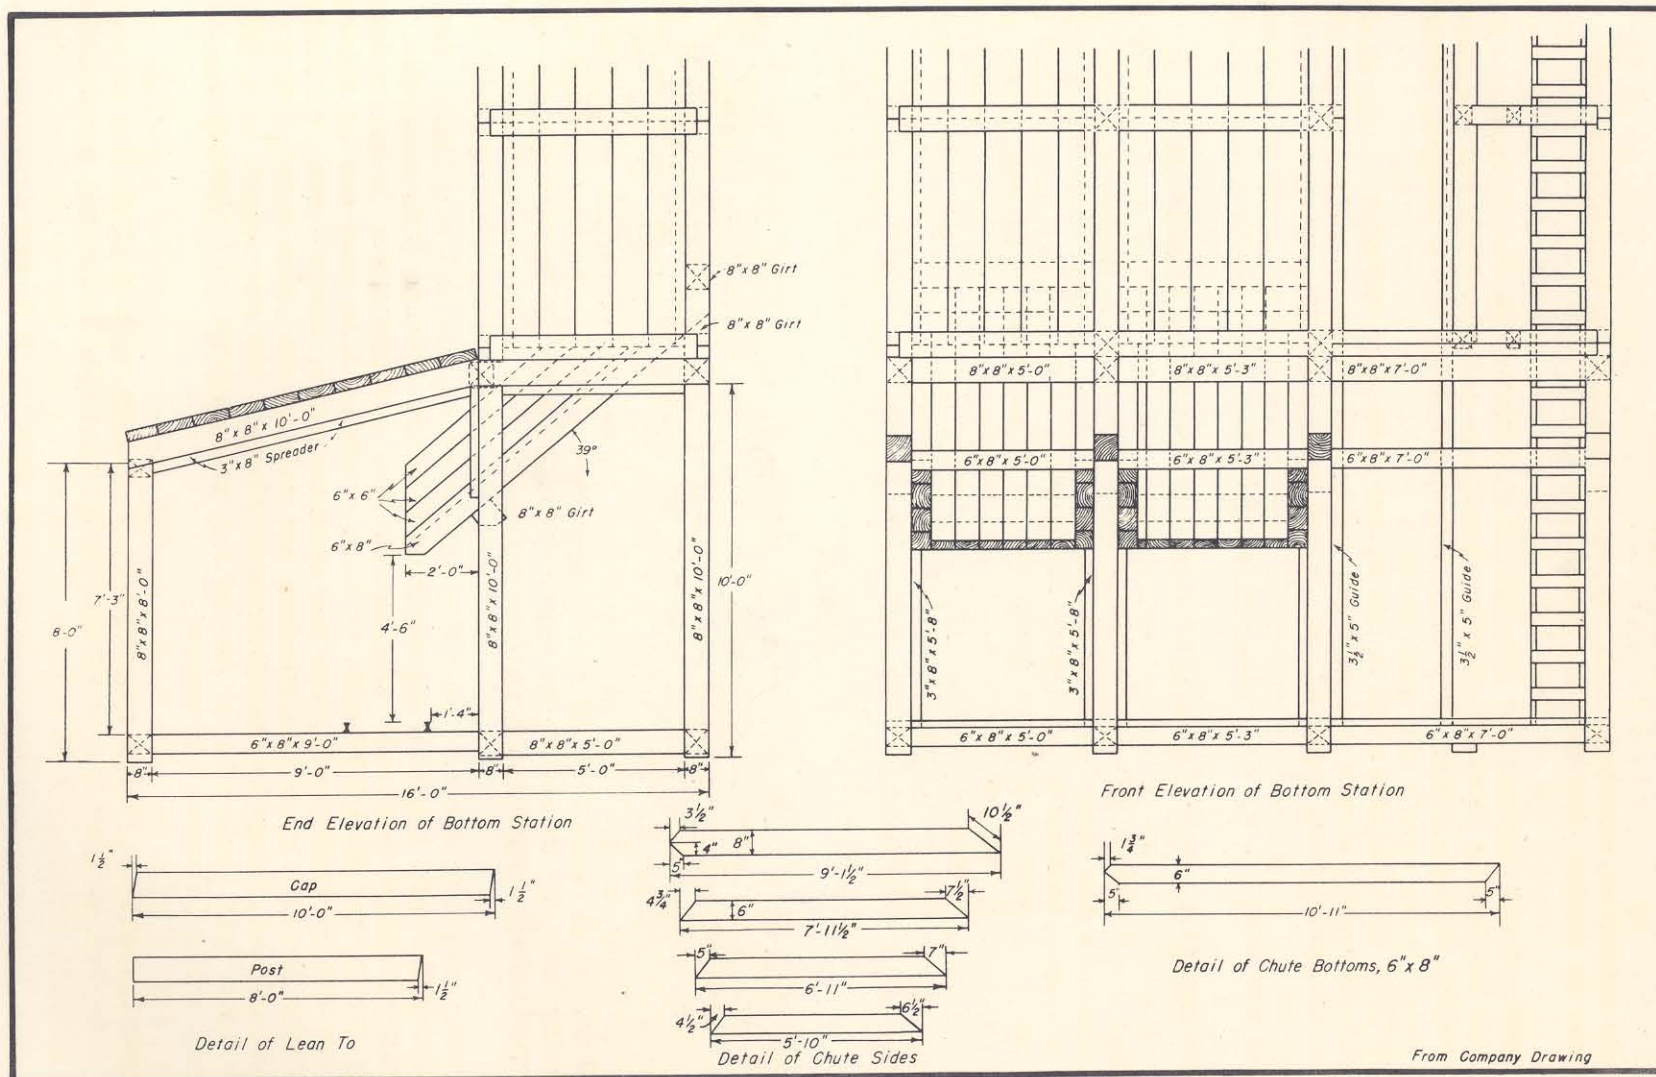 8"x 8" Girt
8"x 8" Girt
8"x 8"x 10'-0"
3"x8" Spreader
39°
6"x 6"
6"x 8"
8"x 8" Girt
2'-0"
8'-0"
7'-3"
8"x 8"x 8'-0"
4'-6"
8"x 8"x 10'-0"
8"x 8"x 10'-0"
10'-0"
1'-4"
6"x 8"x 9'-0"
8"x 8"x 5'-0"
8"
9'-0"
8"
5'-0"
8"
16'-0"
End Elevation of Bottom Station
8"x 8"x 5'-0"
8"x 8"x 5'-3"
8"x 8"x 7'-0"
6"x 8"x 5'-0"
6"x 8"x 5'-3"
6"x 8"x 7'-0"
3"x 8"x 5'-8"
3"x 8"x 5'-8"
3½"x 5" Guide
3½"x 5" Guide
6"x 8"x 5'-0"
6"x 8"x 5'-3"
6"x 8"x 7'-0"
Front Elevation of Bottom Station
1½"
Cap
1½"
10'-0"
Post
1½"
8'-0"
Detail of Lean To
3½"
10½"
8"
4"
5"
9'-1½"
4¾"
7½"
6"
7'-11½"
5"
7"
6'-11"
4½"
6½"
5'-10"
Detail of Chute Sides
1¾"
6"
5"
5"
10'-11"
Detail of Chute Bottoms, 6"x 8"
From Company Drawing